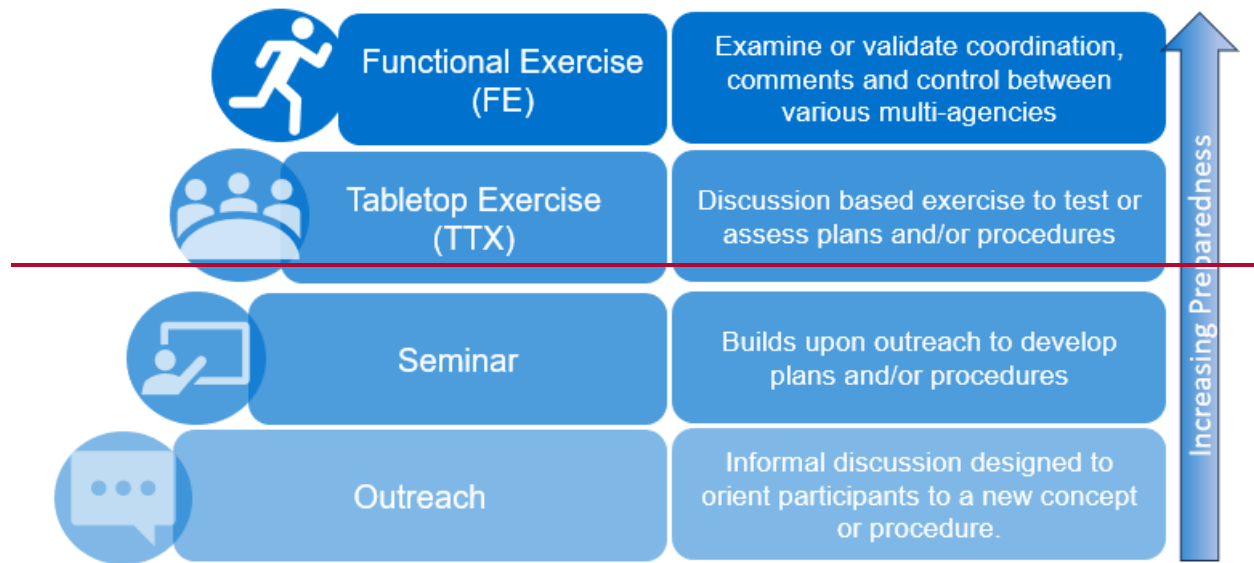 Functional Exercise
(FE)
Examine or validate coordination,
comments and control between
various multi-agencies
Tabletop Exercise
(TTX)
Discussion based exercise to test or
assess plans and/or procedures
Seminar
Builds upon outreach to develop
plans and/or procedures
Outreach
Informal discussion designed to
orient participants to a new concept
or procedure.
Increasing Preparedness